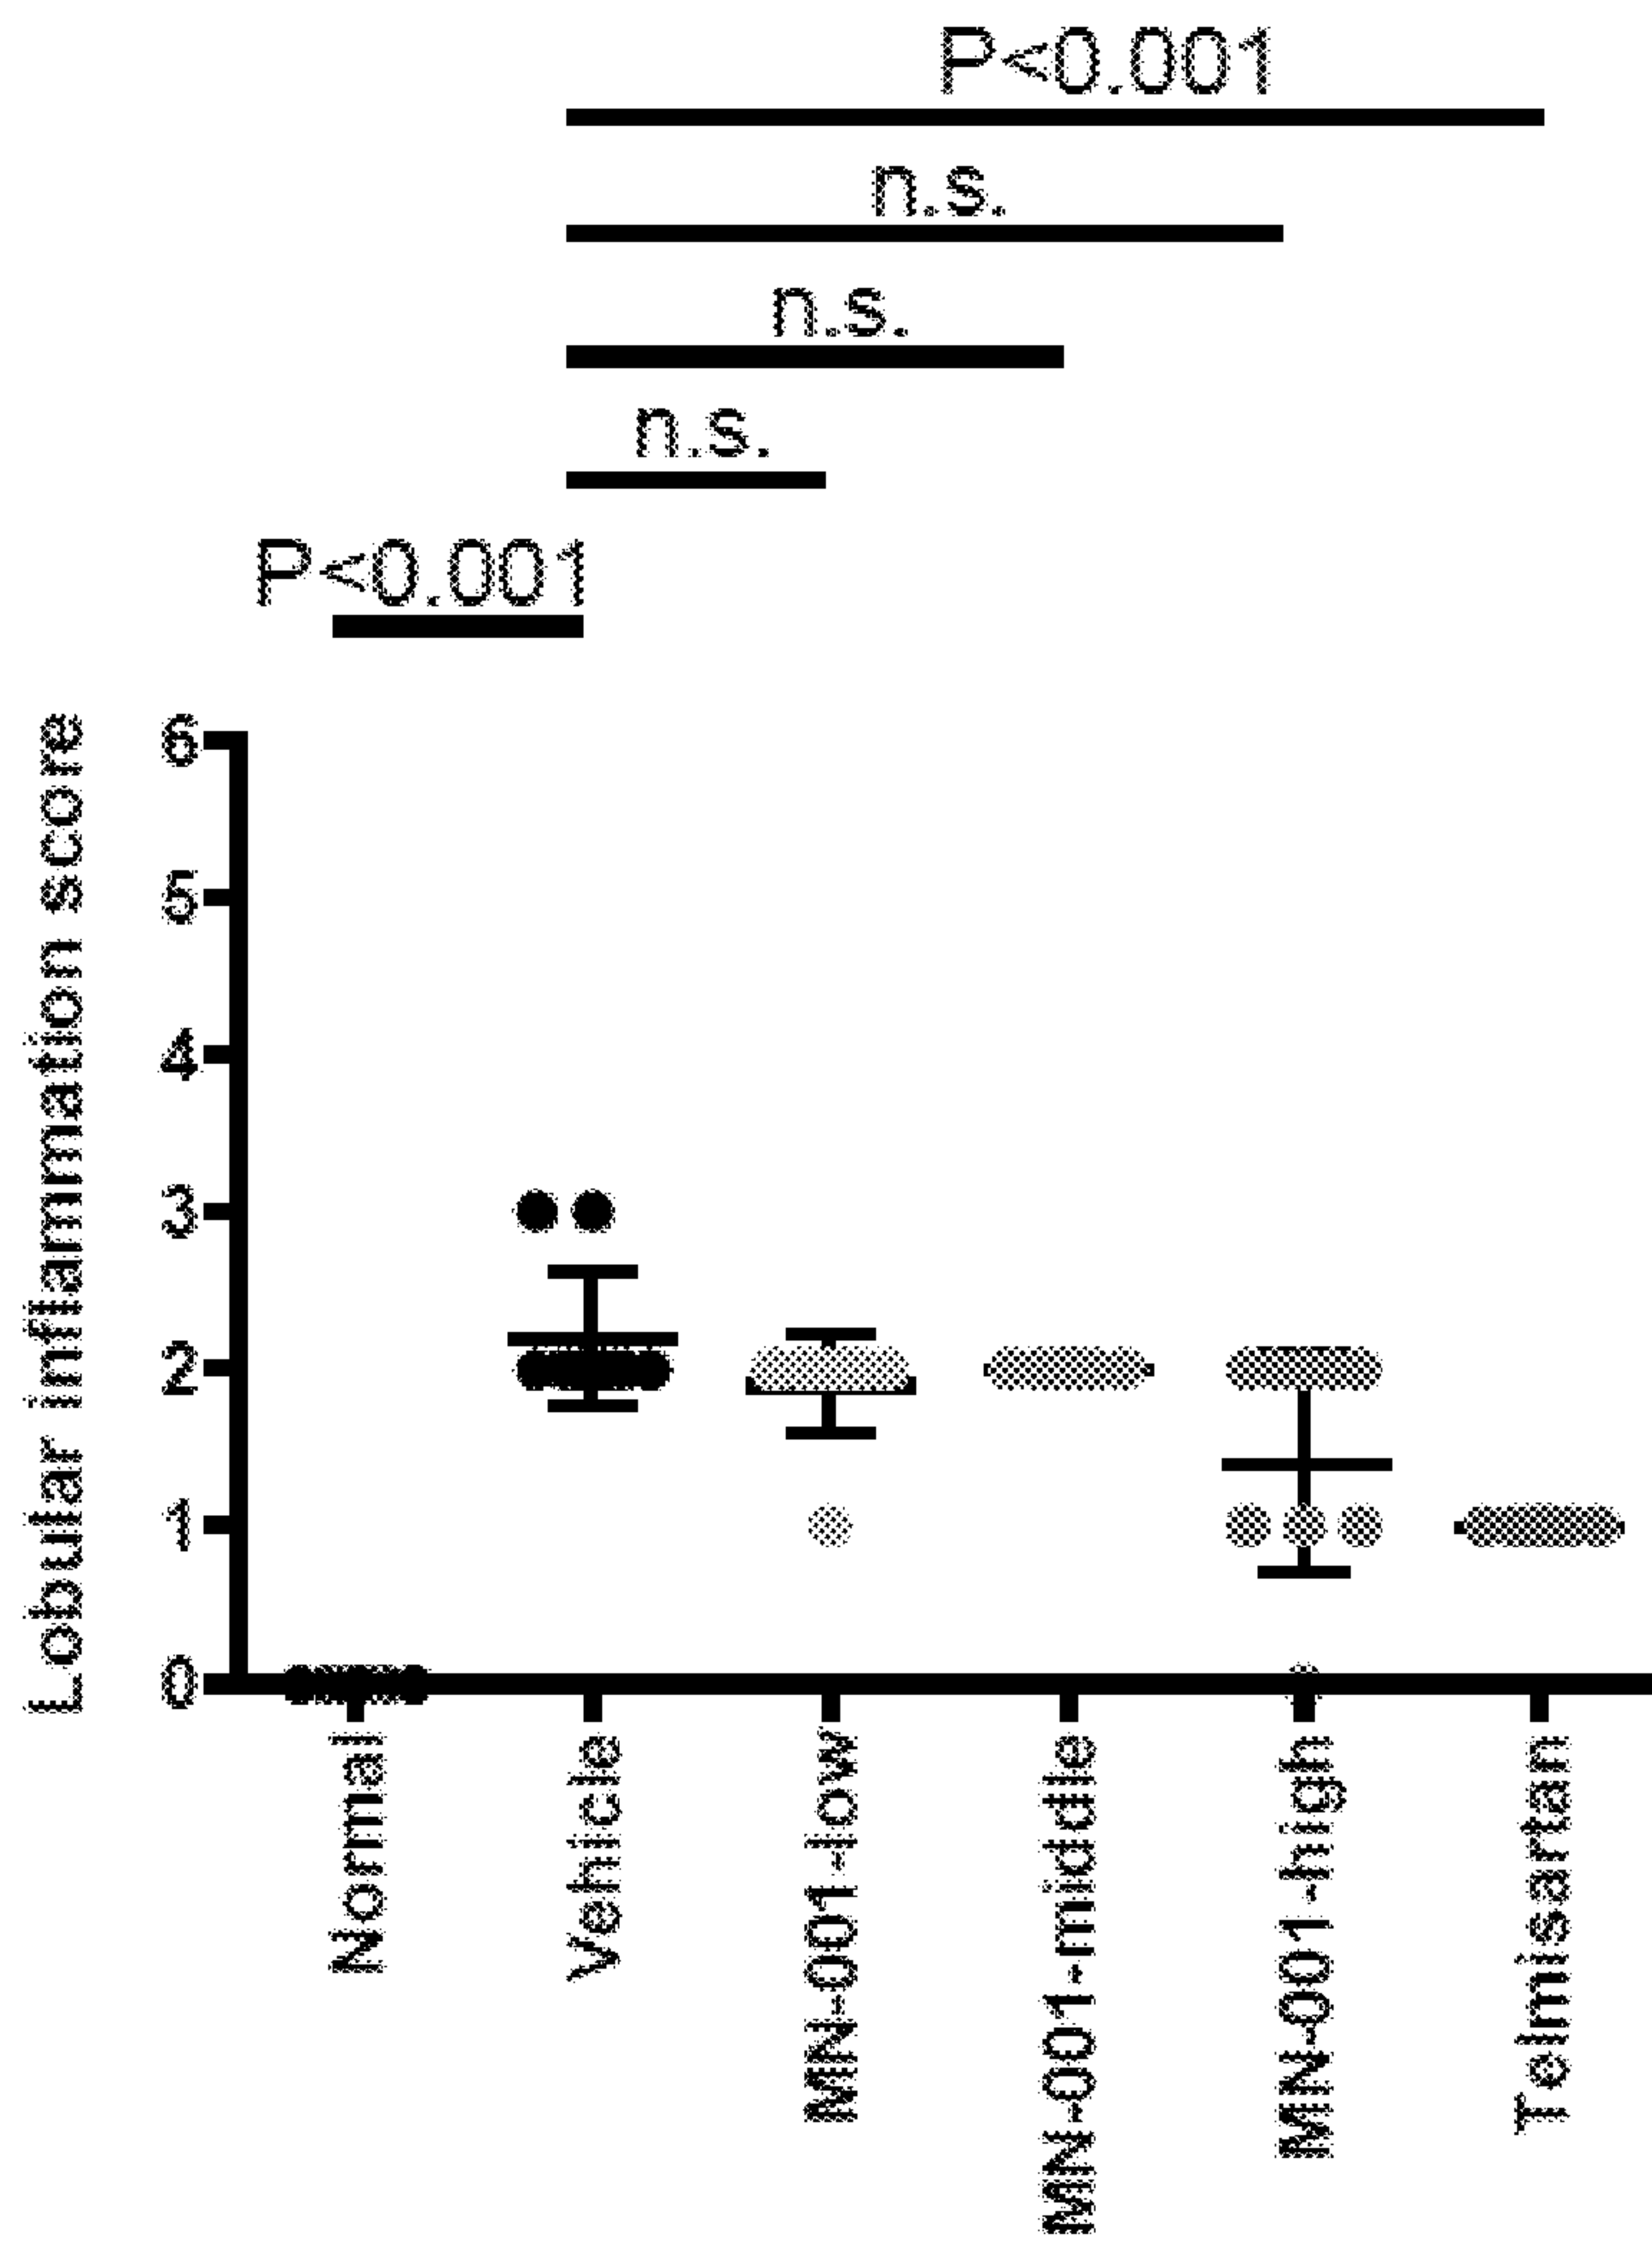 P<0.001
n.s.
n.s.
n.s.
P<0.001
Lobular inflammation score
6
5
4
3
2
1
0
Normal
Vehicle
MN-001-low
MN-001-middle
MN-001-high
Telmisartan